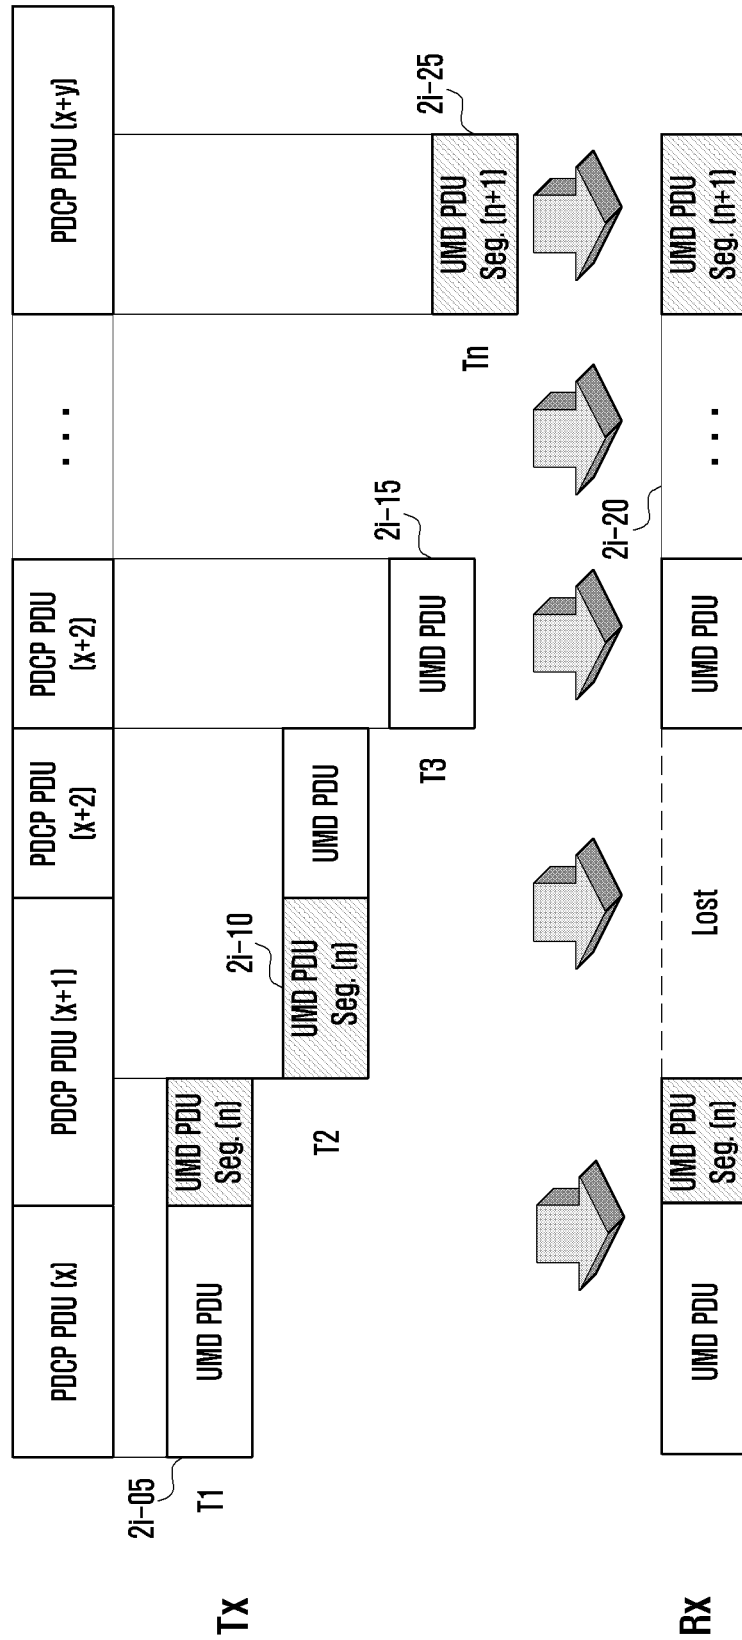 PDCP PDU (x)
PDCP PDU (x+1)
PDCP PDU
(x+2)
PDCP PDU
(x+2)
. . .
PDCP PDU (x+y)
2i-05
T1
UMD PDU
UMD PDU
Seg. (n)
Tx
T2
2i-10
UMD PDU
Seg. (n)
UMD PDU
T3
2i-15
UMD PDU
Tn
2i-25
UMD PDU
Seg. (n+1)
2i-20
Rx
UMD PDU
UMD PDU
Seg. (n)
Lost
UMD PDU
. . .
UMD PDU
Seg. (n+1)